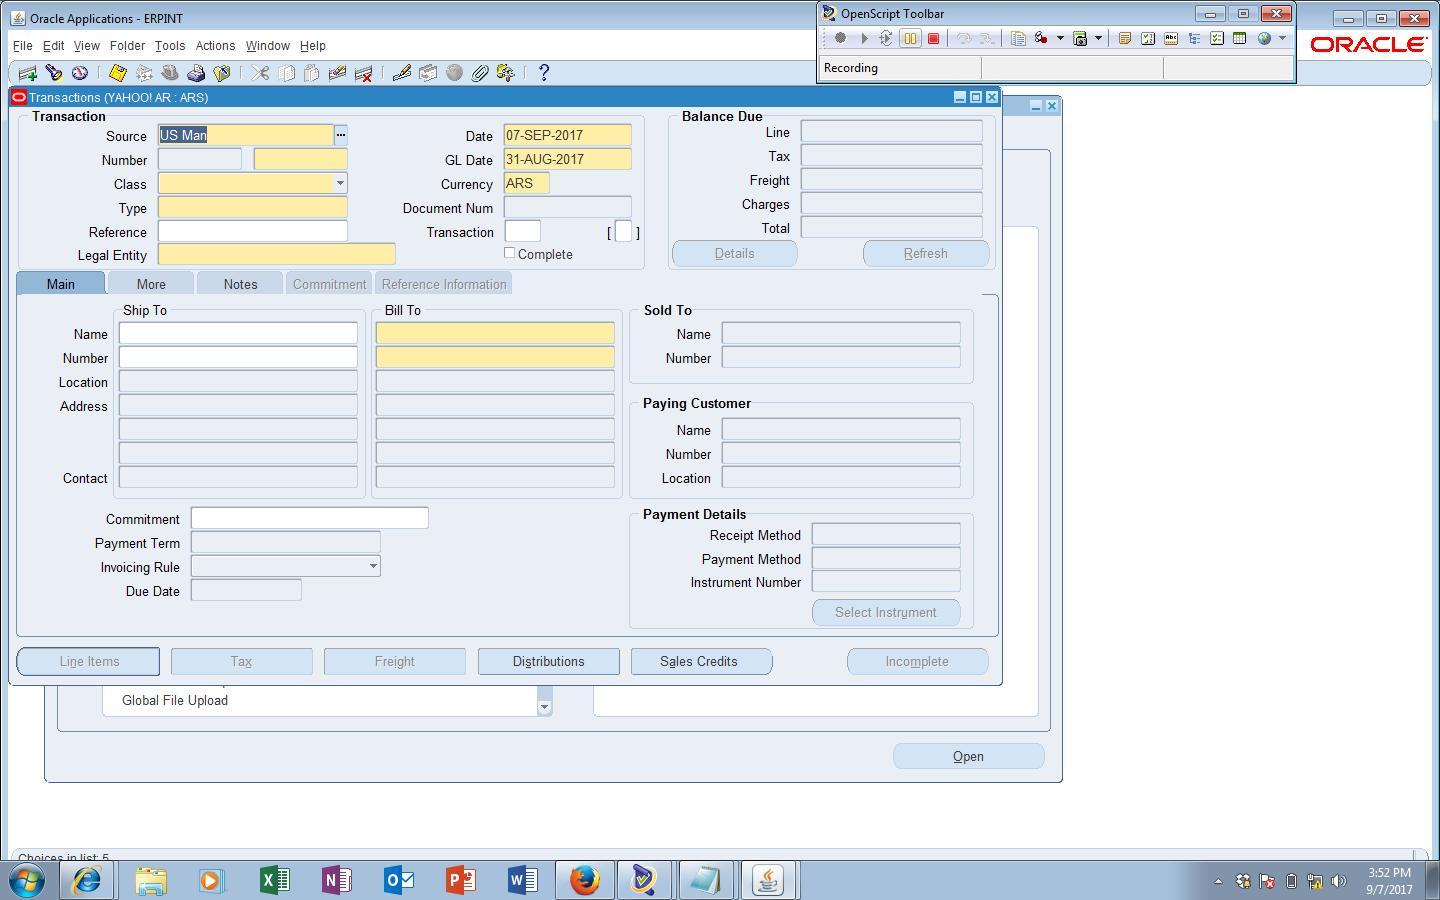 Oracle Applications - ERPINT
OpenScript Toolbar
File Edit View Folder Tools Actions Window Help
ORACLE
Recording
Transactions (YAHOO! AR : ARS)
Transaction
Source US Man
Number
Class
Type
Reference
Legal Entity
Date 07-SEP-2017
GL Date 31-AUG-2017
Currency ARS
Document Num
Transaction [ ]
Complete
Balance Due
Line
Tax
Freight
Charges
Total
Details Refresh
Main More Notes Commitment Reference Information
Ship To
Bill To
Name
Number
Location
Address
Contact
Sold To
Name
Number
Paying Customer
Name
Number
Location
Commitment
Payment Term
Invoicing Rule
Due Date
Payment Details
Receipt Method
Payment Method
Instrument Number
Select Instrument
Line Items Tax Freight Distributions Sales Credits Incomplete
Global File Upload
Open
Choices in list: 5
3:52 PM
9/7/2017